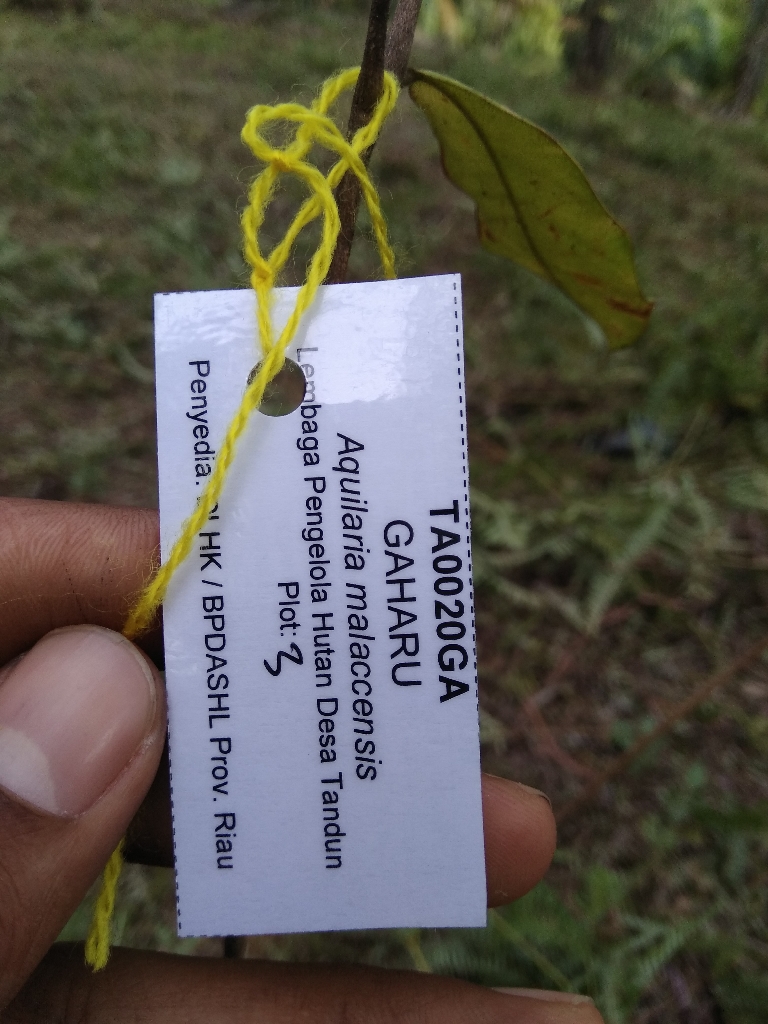 TA0020GA
GAHARU
Aquilaria malaccensis
Lembaga Pengelola Hutan Desa Tandun
Plot: 3
Penyedia: HK / BPDASHL Prov. Riau